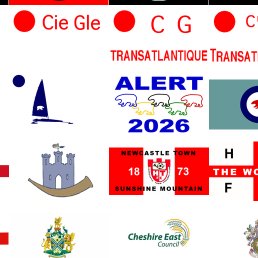 Cie Gle
C G
TRANSATLANTIQUE
TRANSAT
ALERT
2026
NEWCASTLE TOWN
18 73
SUNSHINE MOUNTAIN
H
THE WO
F
Cheshire East
Council